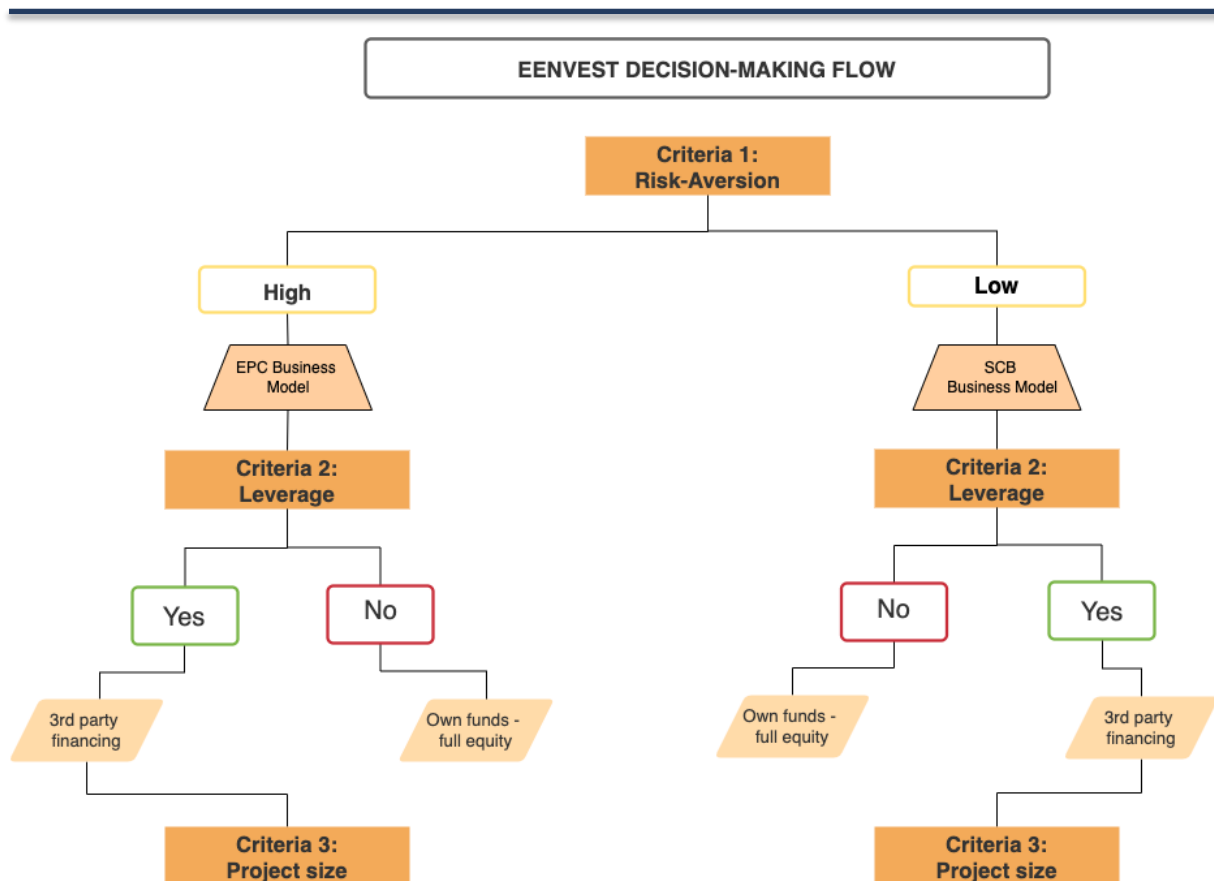 EENVEST DECISION-MAKING FLOW
Criteria 1:
Risk-Aversion
High
Low
EPC Business
Model
SCB
Business Model
Criteria 2:
Leverage
Criteria 2:
Leverage
Yes
No
No
Yes
3rd party
financing
Own funds -
full equity
Own funds -
full equity
3rd party
financing
Criteria 3:
Project size
Criteria 3:
Project size